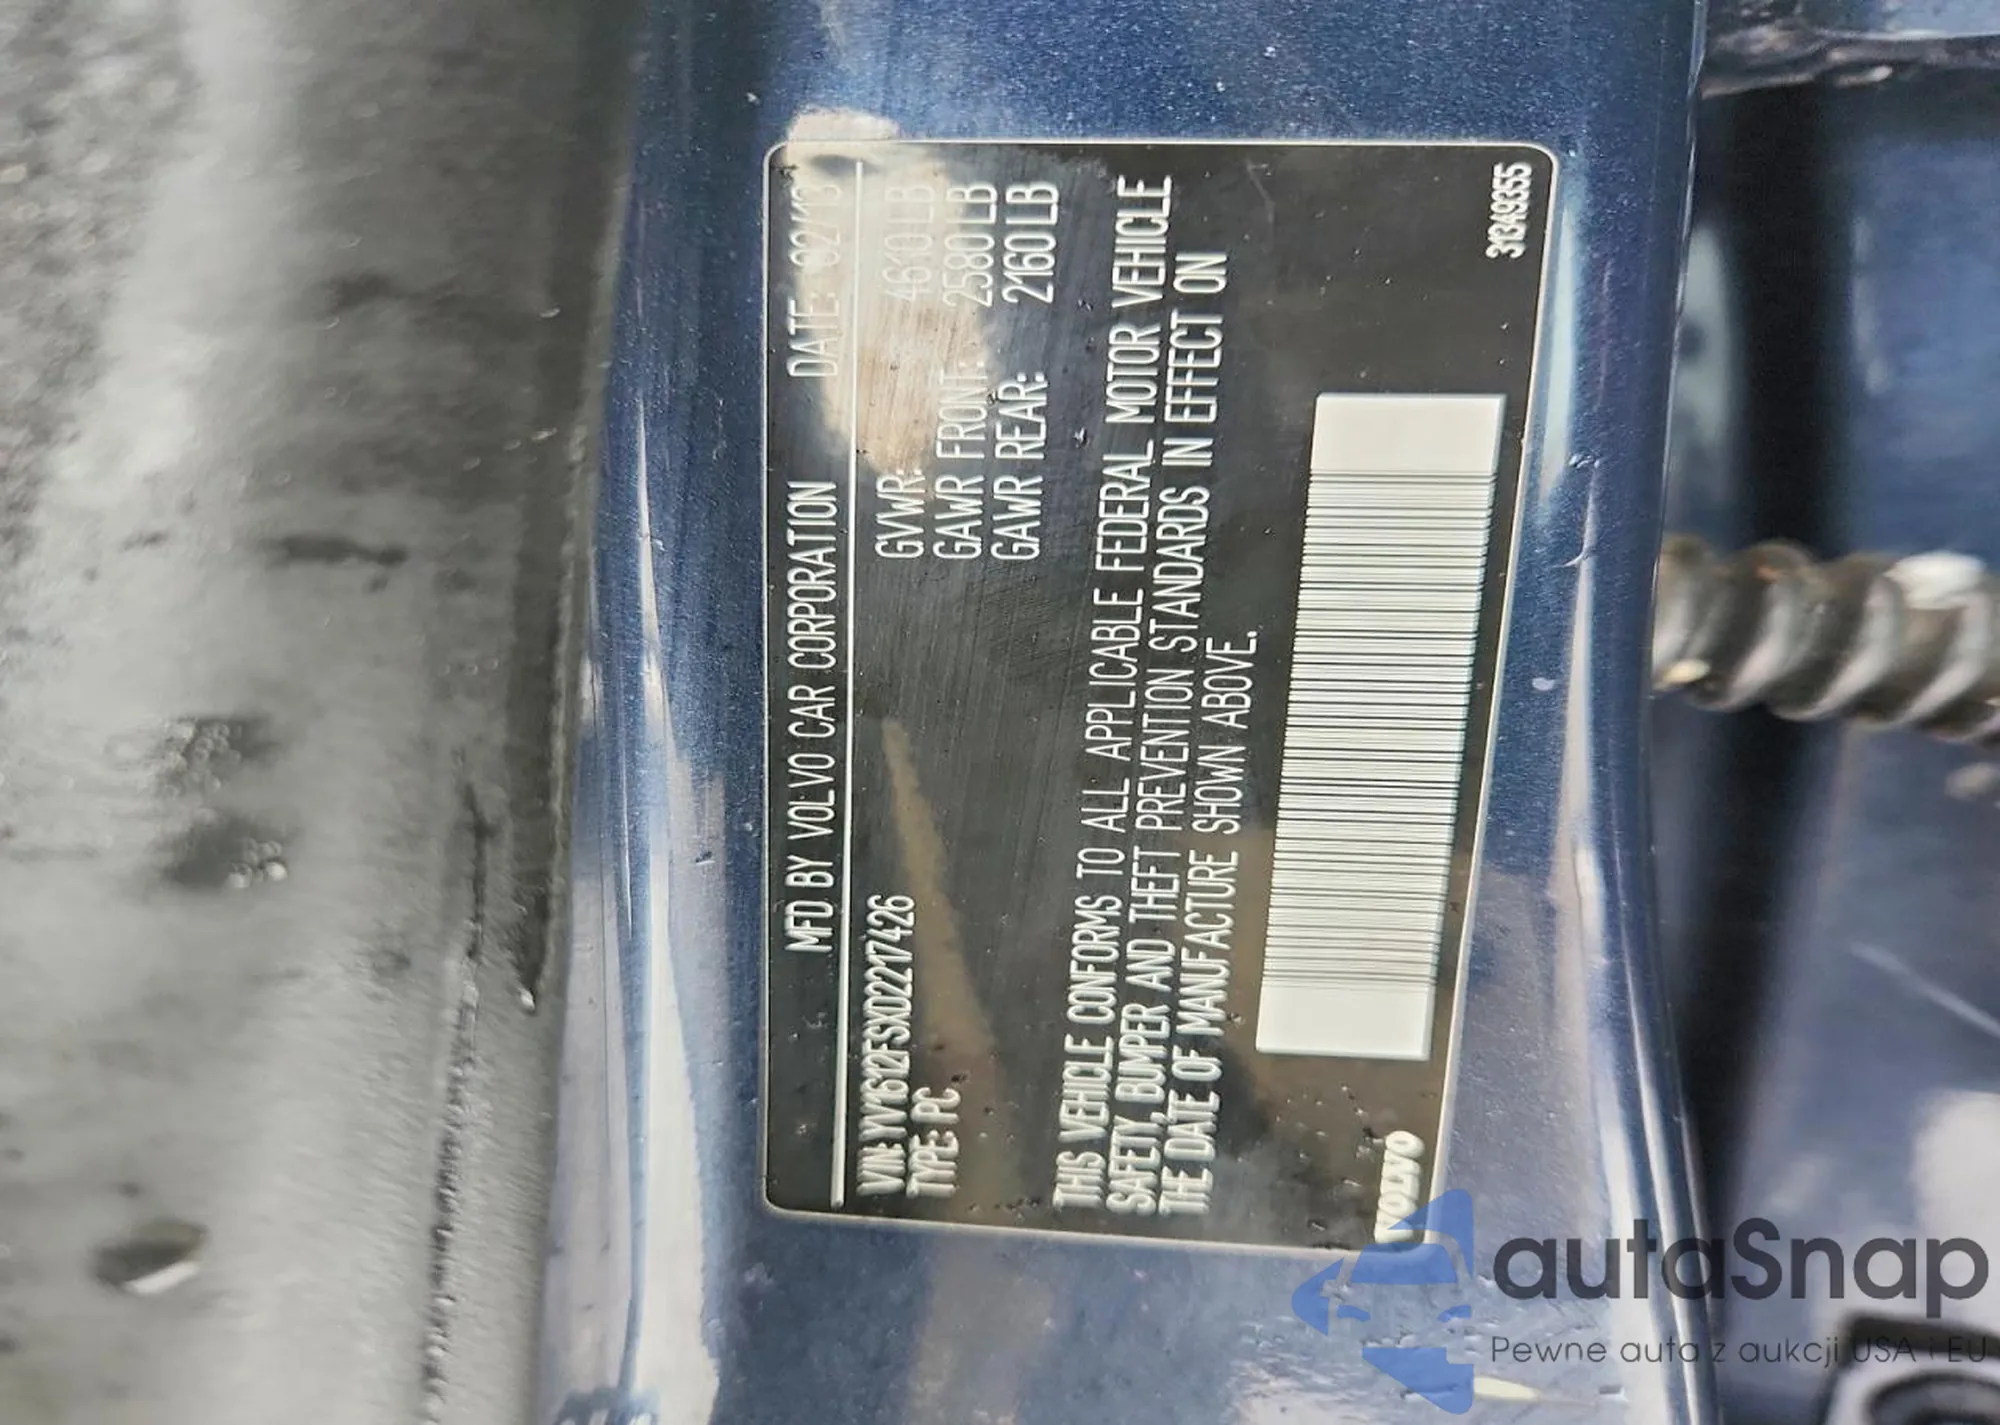 MFD BY VOLVO CAR CORPORATION DATE: 02/13
VIN: YV1612FSXD2217426
TYPE: PC
GVWR: 4610 LB
GAWR FRONT: 2580 LB
GAWR REAR: 2160 LB
THIS VEHICLE CONFORMS TO ALL APPLICABLE FEDERAL MOTOR VEHICLE
SAFETY, BUMPER AND THEFT PREVENTION STANDARDS IN EFFECT ON
THE DATE OF MANUFACTURE SHOWN ABOVE.
VOLVO
31349355
autaSnap
Pewne auta z aukcji USA i EU